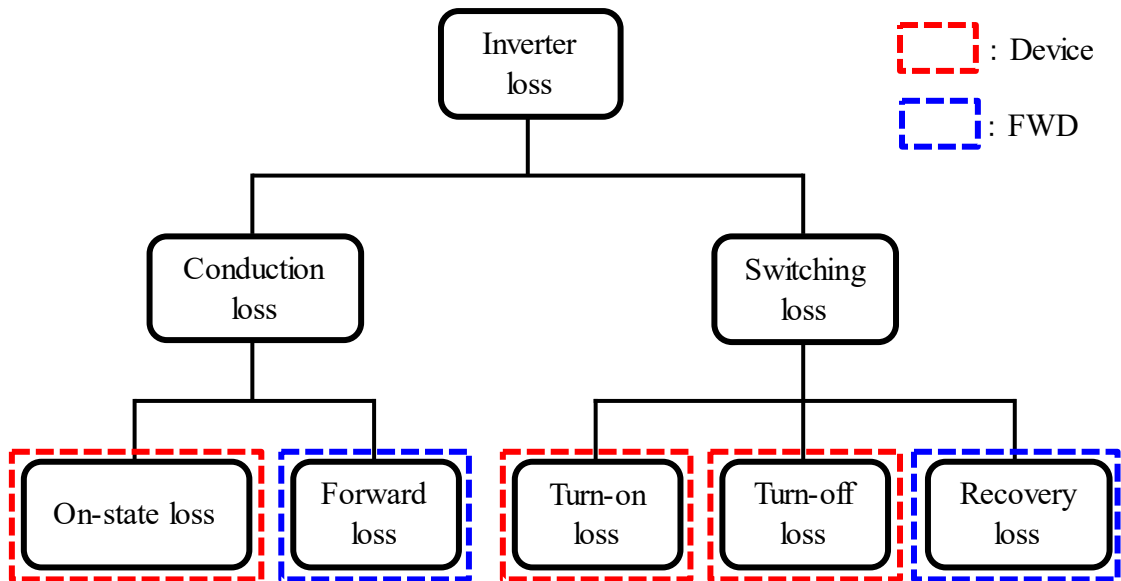 Inverter
loss
: Device
: FWD
Conduction
loss
Switching
loss
On-state loss
Forward
loss
Turn-on
loss
Turn-off
loss
Recovery
loss